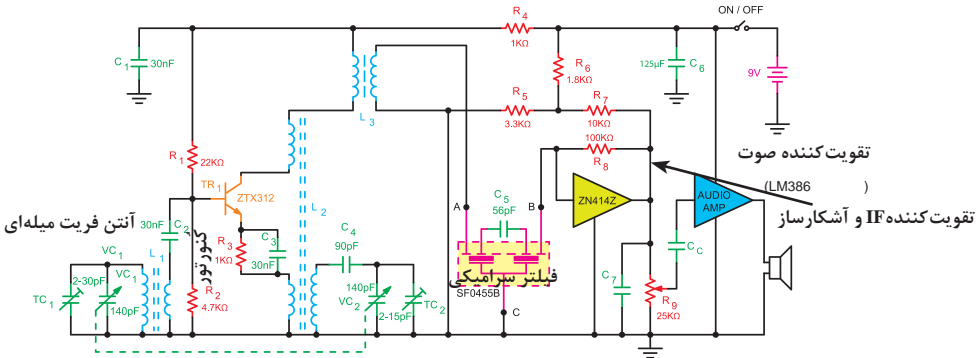 R4
1KΩ
ON / OFF
C1
30nF
L3
R6
1.8KΩ
125μF
C6
9V
R5
3.3KΩ
R7
10KΩ
100KΩ
R8
تقویت‌کننده صوت
(LM386 )
تقویت‌کننده IF و آشکارساز
R1
22KΩ
TR1
ZTX312
L2
A
C5
56pF
B
ZN414Z
AUDIO
AMP
آنتن فریت میله‌ای
30nF
C2
کنورتور
R3
1KΩ
C3
30nF
C4
90pF
فیلتر سرامیکی
SF0455B
C
C7
CC
R9
25KΩ
VC1
2-30pF
TC1
VC1
140pF
L1
R2
4.7KΩ
140pF
VC2
2-15pF
TC2